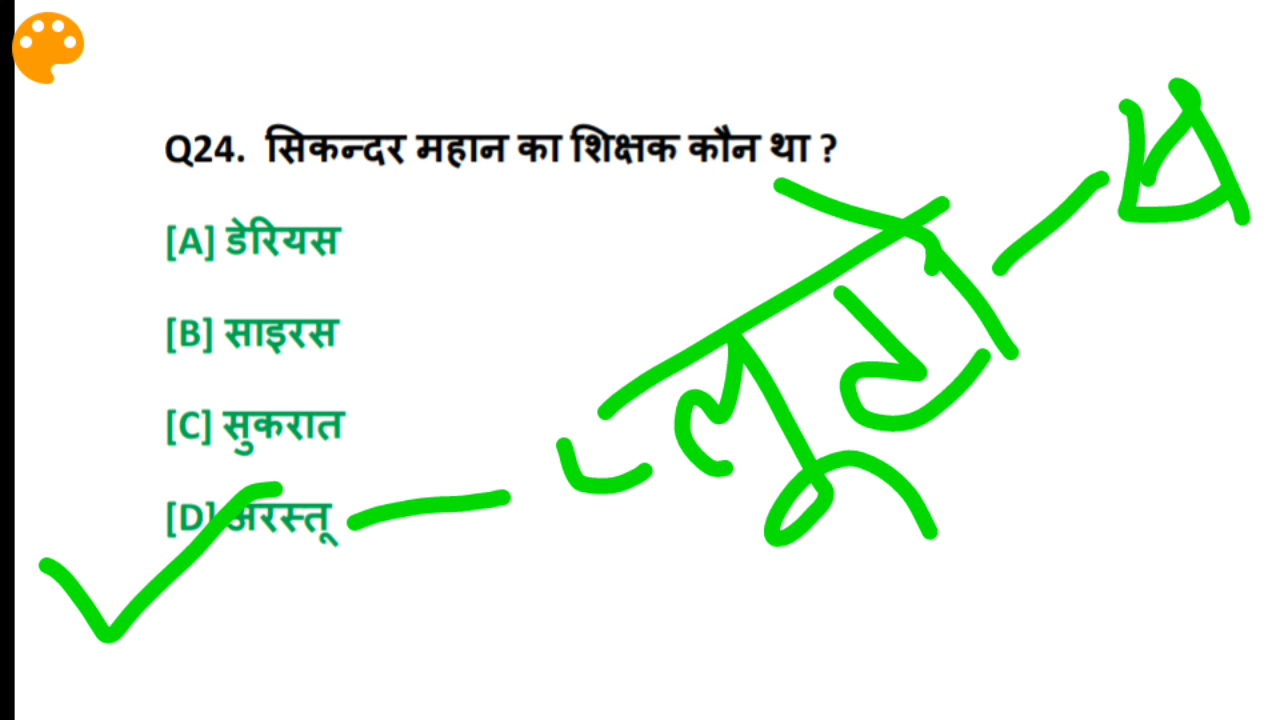 Q24. सिकन्दर महान का शिक्षक कौन था ?
[A] डेरियस
[B] साइरस
[C] सुकरात
[D] अरस्तू